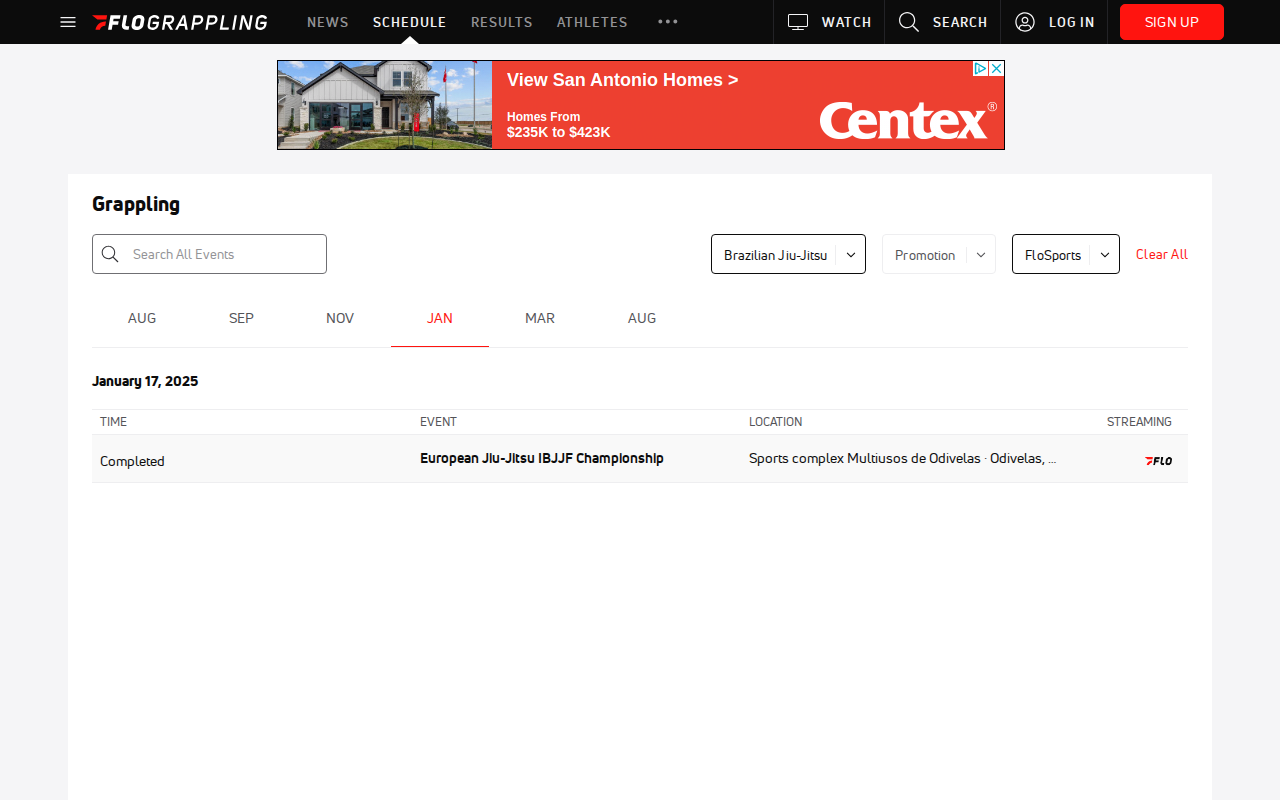 FLOGRAPPLING NEWS SCHEDULE RESULTS ATHLETES ••• WATCH SEARCH LOG IN SIGN UP
View San Antonio Homes >
Homes From
$235K to $423K
Centex®
Grappling
Search All Events Brazilian Jiu-Jitsu Promotion FloSports Clear All
AUG SEP NOV JAN MAR AUG
January 17, 2025
TIME EVENT LOCATION STREAMING
Completed European Jiu-Jitsu IBJJF Championship Sports complex Multiusos de Odivelas · Odivelas, ... FLO